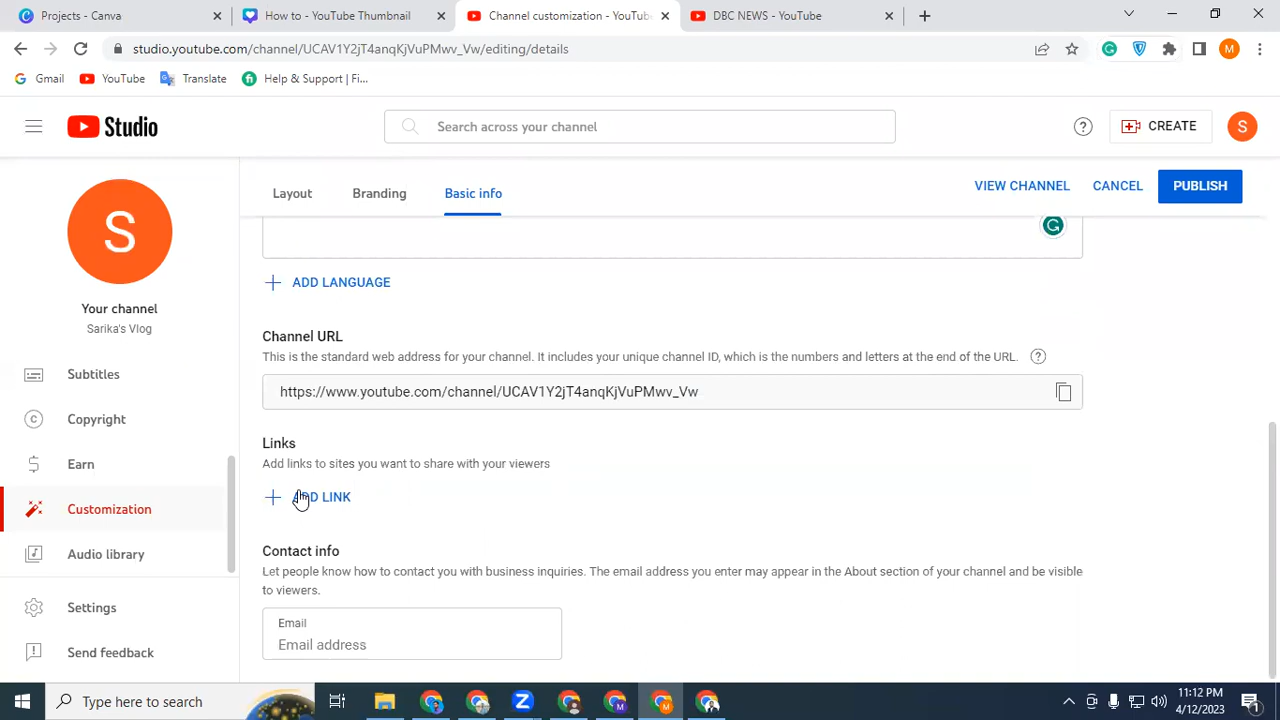 Projects - Canva
How to - YouTube Thumbnail
Channel customization - YouTub
DBC NEWS - YouTube
studio.youtube.com/channel/UCAV1Y2jT4anqKjVuPMwv_Vw/editing/details
M
Gmail
YouTube
Translate
Help & Support | Fi...
Studio
Search across your channel
CREATE
S
S
Your channel
Sarika's Vlog
Subtitles
Copyright
Earn
Customization
Audio library
Settings
Send feedback
Layout
Branding
Basic info
VIEW CHANNEL
CANCEL
PUBLISH
ADD LANGUAGE
Channel URL
This is the standard web address for your channel. It includes your unique channel ID, which is the numbers and letters at the end of the URL.
https://www.youtube.com/channel/UCAV1Y2jT4anqKjVuPMwv_Vw
Links
Add links to sites you want to share with your viewers
ADD LINK
Contact info
Let people know how to contact you with business inquiries. The email address you enter may appear in the About section of your channel and be visible
to viewers.
Email
Email address
Type here to search
11:12 PM
4/12/2023
1